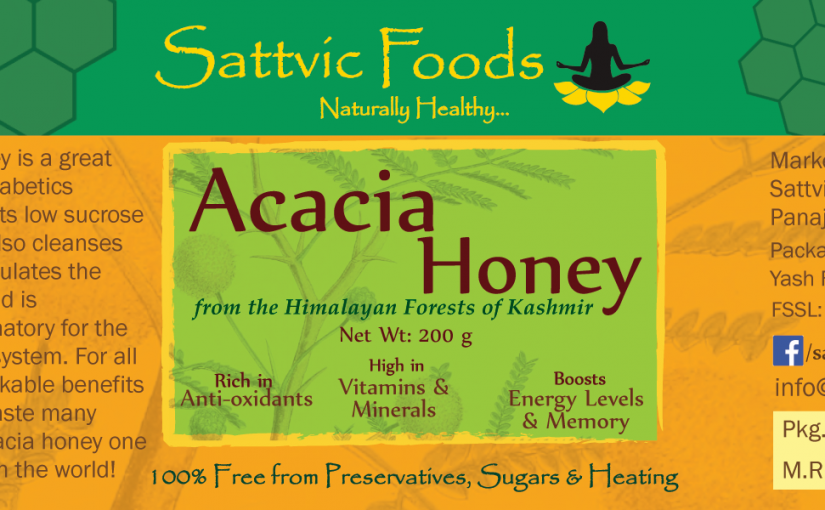 Sattvic Foods
Naturally Healthy...
y is a great
abetics
ts low sucrose
lso cleanses
ulates the
d is
matory for the
system. For all
kable benefits
aste many
acia honey one
n the world!
Acacia
Honey
from the Himalayan Forests of Kashmir
Net Wt: 200 g
Rich in
Anti-oxidants
High in
Vitamins &
Minerals
Boosts
Energy Levels
& Memory
100% Free from Preservatives, Sugars & Heating
Marke
Sattvi
Panaj
Packa
Yash F
FSSL:
/sa
info@
Pkg.
M.R